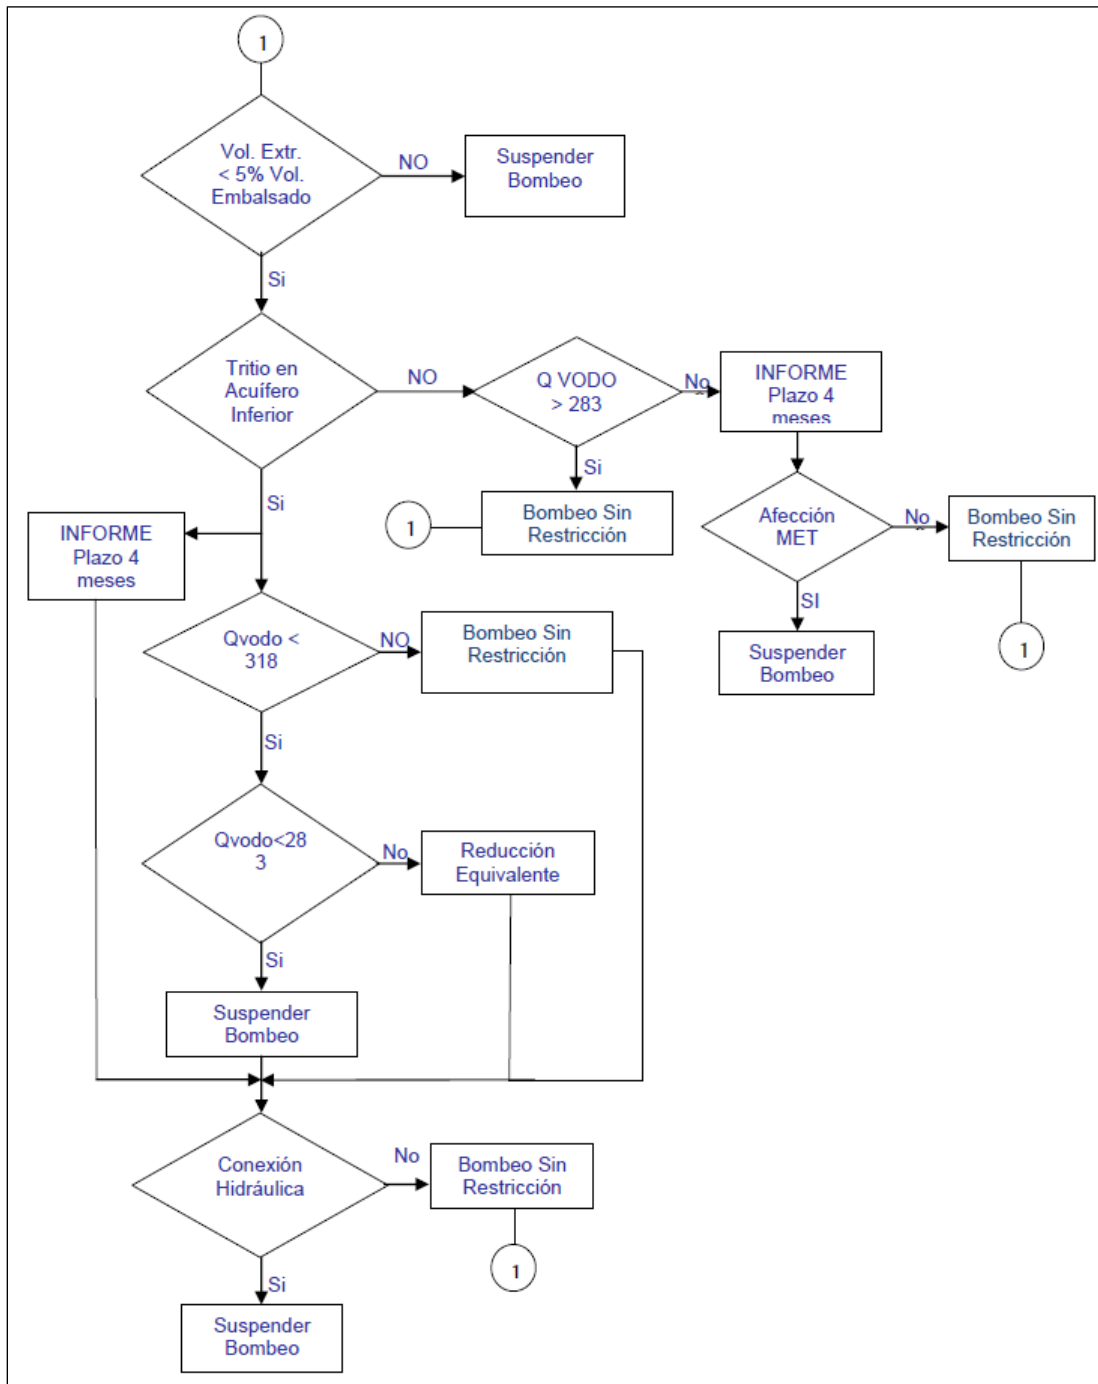 1
Vol. Extr.
< 5% Vol.
Embalsado
NO
Suspender
Bombeo
Si
Tritio en
Acuífero
Inferior
NO
Q VODO
> 283
No
INFORME
Plazo 4
meses
Si
Si
Bombeo Sin
Restricción
1
Afección
MET
No
Bombeo Sin
Restricción
INFORME
Plazo 4
meses
SI
Suspender
Bombeo
1
Qvodo <
318
NO
Bombeo Sin
Restricción
Si
Qvodo<28
3
No
Reducción
Equivalente
Si
Suspender
Bombeo
Conexión
Hidráulica
No
Bombeo Sin
Restricción
1
Si
Suspender
Bombeo